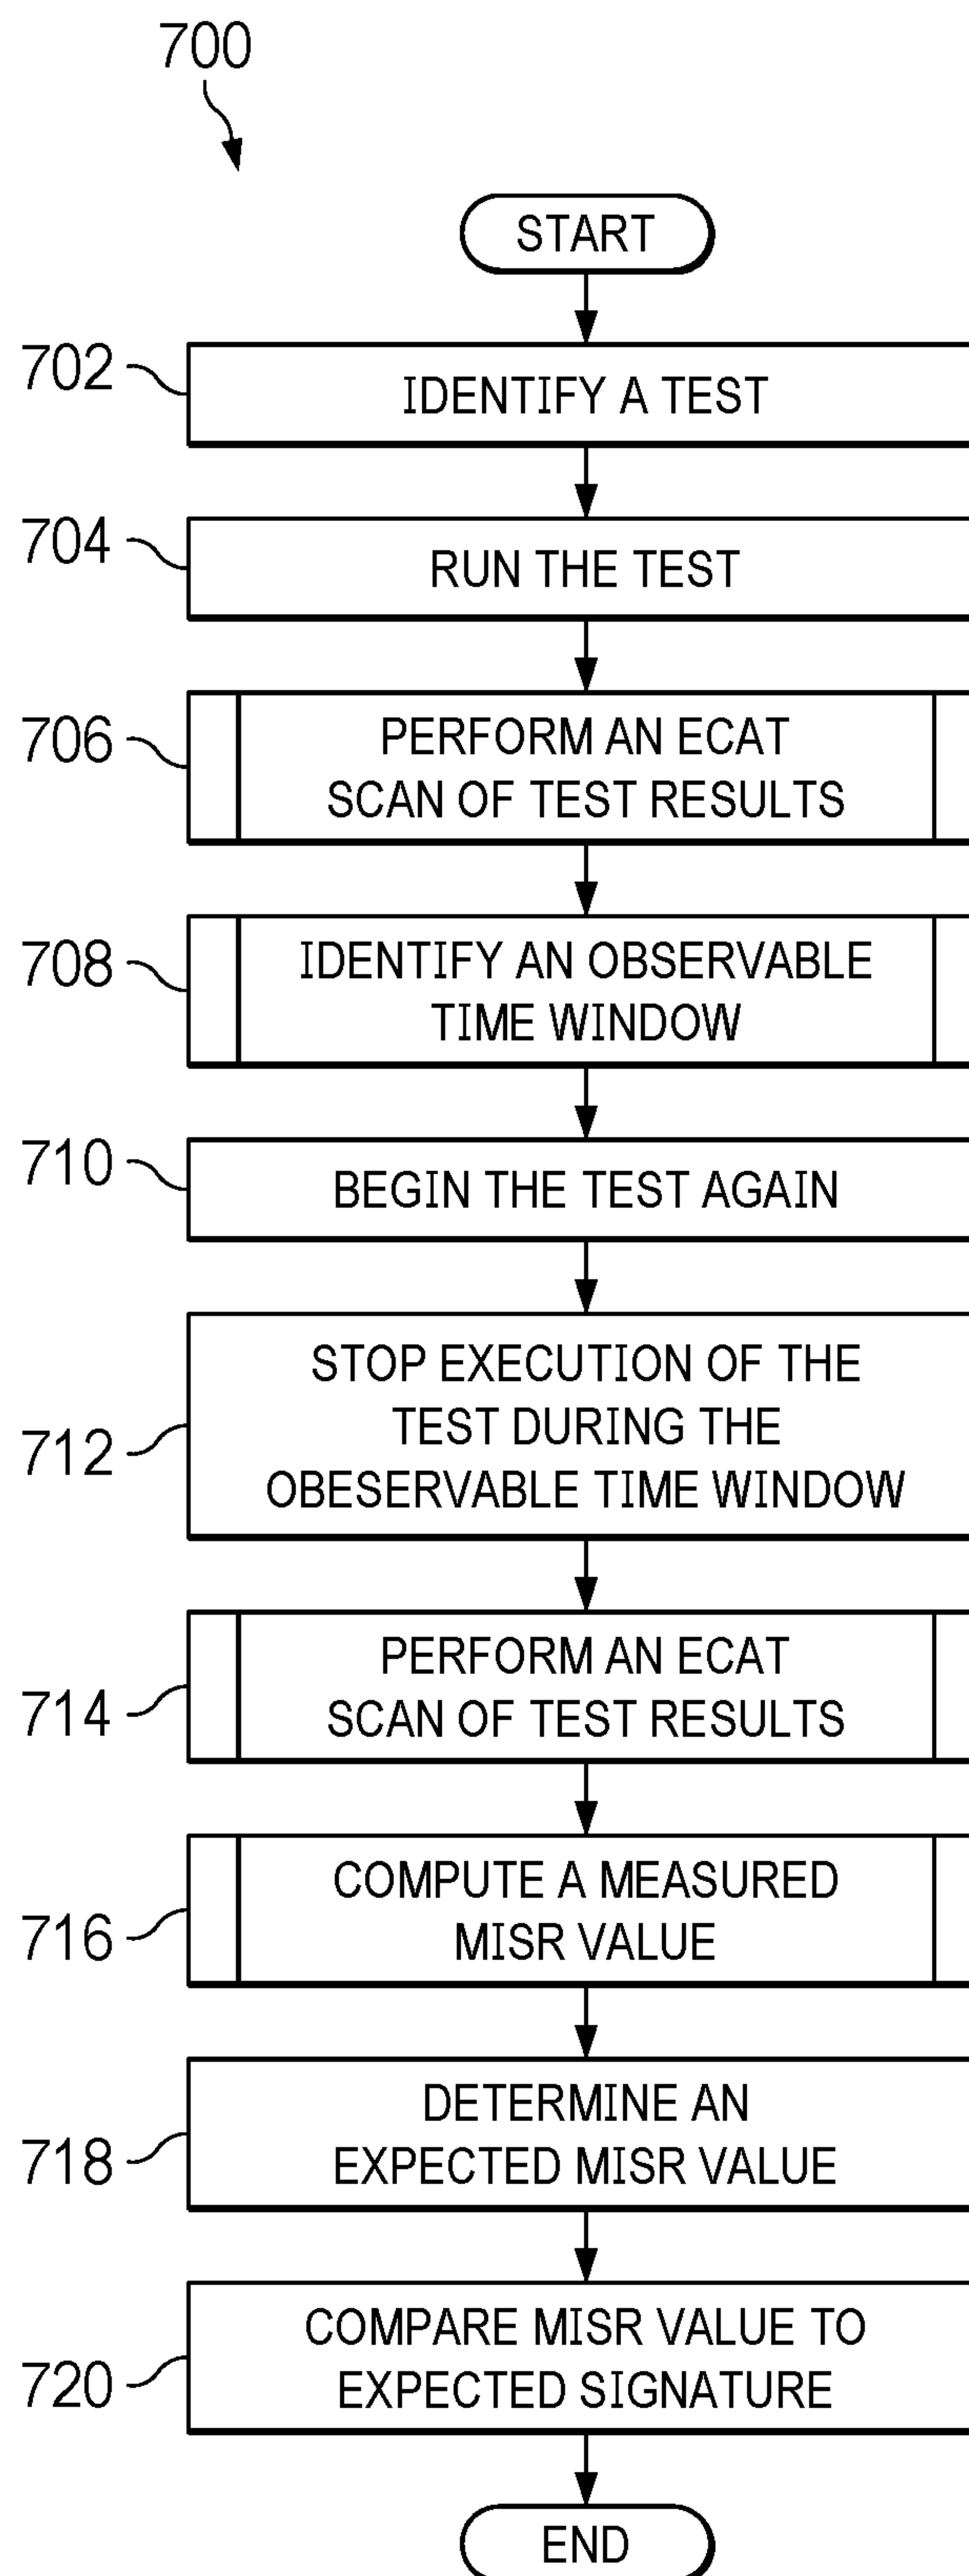 700
START
702
IDENTIFY A TEST
704
RUN THE TEST
706
PERFORM AN ECAT
SCAN OF TEST RESULTS
708
IDENTIFY AN OBSERVABLE
TIME WINDOW
710
BEGIN THE TEST AGAIN
712
STOP EXECUTION OF THE
TEST DURING THE
OBESERVABLE TIME WINDOW
714
PERFORM AN ECAT
SCAN OF TEST RESULTS
716
COMPUTE A MEASURED
MISR VALUE
718
DETERMINE AN
EXPECTED MISR VALUE
720
COMPARE MISR VALUE TO
EXPECTED SIGNATURE
END